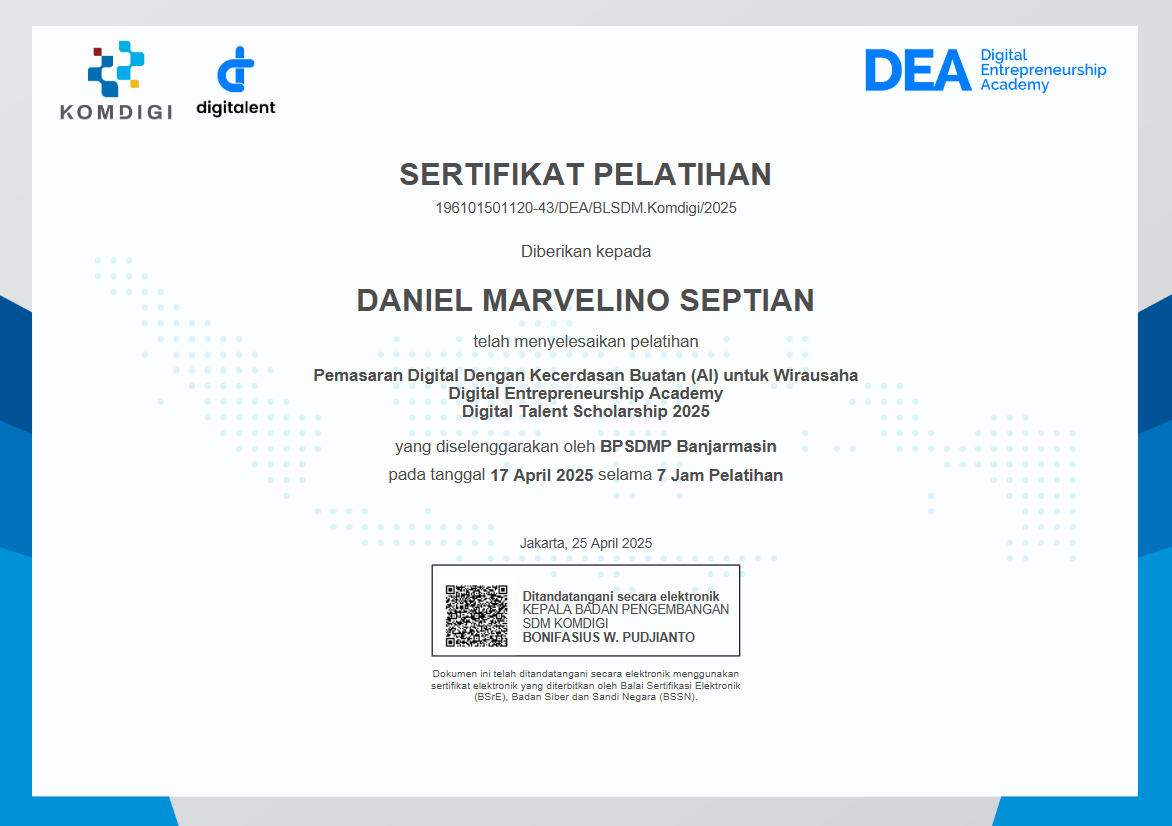 KOMDIGI
digitalent
DEA Digital
Entrepreneurship
Academy
SERTIFIKAT PELATIHAN
196101501120-43/DEA/BLSDM.Komdigi/2025
Diberikan kepada
DANIEL MARVELINO SEPTIAN
telah menyelesaikan pelatihan
Pemasaran Digital Dengan Kecerdasan Buatan (AI) untuk Wirausaha
Digital Entrepreneurship Academy
Digital Talent Scholarship 2025
yang diselenggarakan oleh BPSDMP Banjarmasin
pada tanggal 17 April 2025 selama 7 Jam Pelatihan
Jakarta, 25 April 2025
Ditandatangani secara elektronik
KEPALA BADAN PENGEMBANGAN
SDM KOMDIGI
BONIFASIUS W. PUDJIANTO
Dokumen ini telah ditandatangani secara elektronik menggunakan
sertifikat elektronik yang diterbitkan oleh Balai Sertifikasi Elektronik
(BSrE), Badan Siber dan Sandi Negara (BSSN).